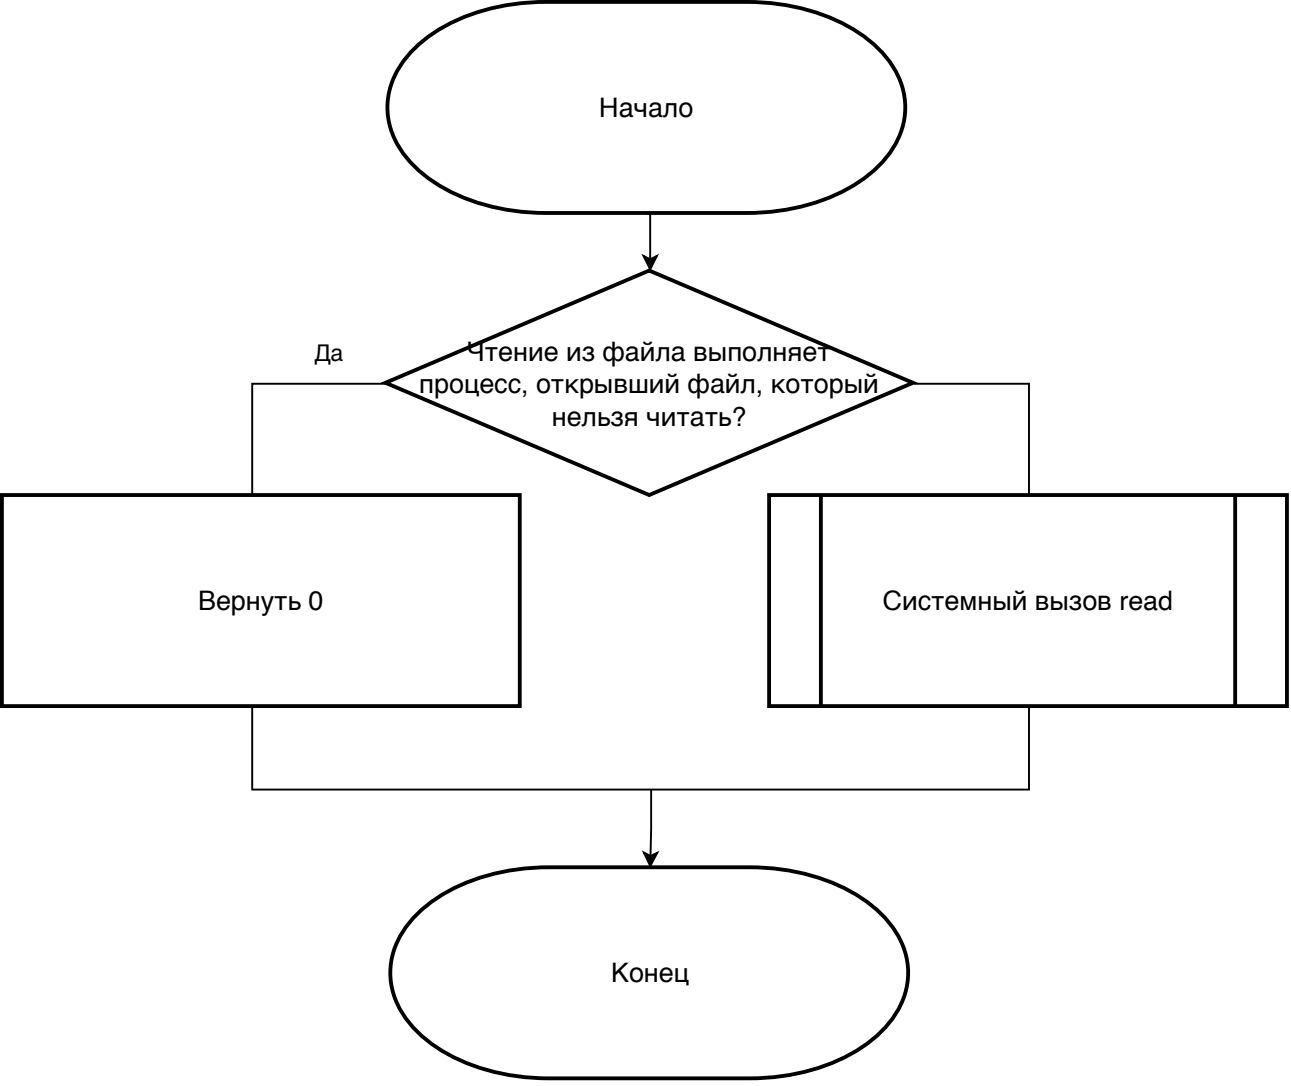 Начало
Да
Чтение из файла выполняет
процесс, открывший файл, который
нельзя читать?
Вернуть 0
Системный вызов read
Конец